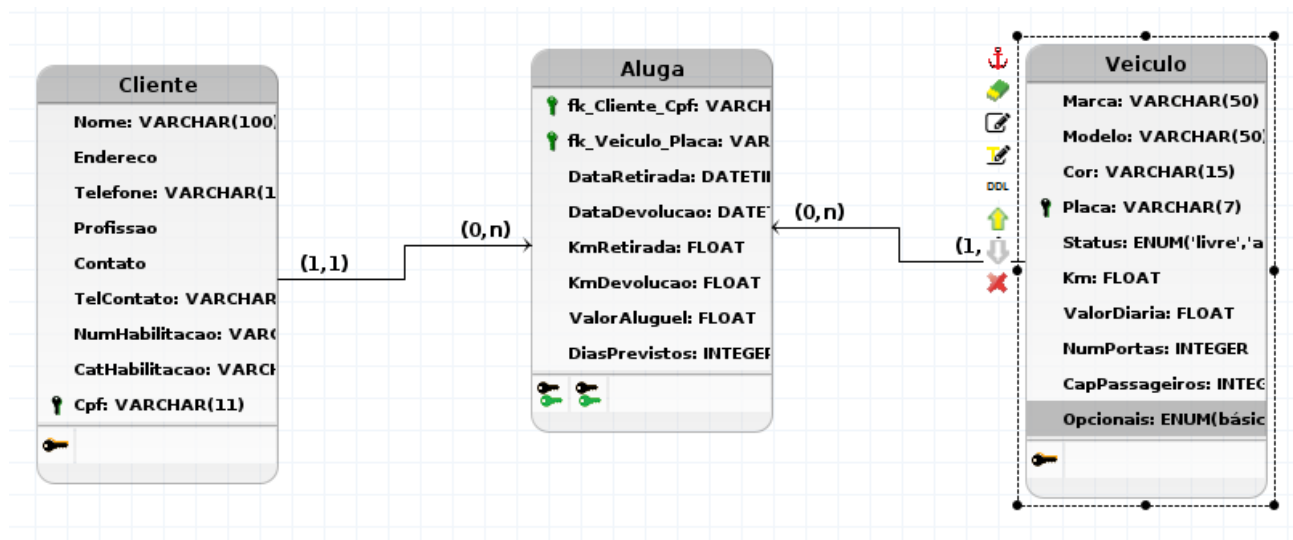 Cliente
Nome: VARCHAR(100)
Endereco
Telefone: VARCHAR(1
Profissao
Contato
TelContato: VARCHAR
NumHabilitacao: VARC
CatHabilitacao: VARCH
Cpf: VARCHAR(11)
(1,1)
(0,n)
Aluga
fk_Cliente_Cpf: VARCH
fk_Veiculo_Placa: VAR
DataRetirada: DATETI
DataDevolucao: DATET
KmRetirada: FLOAT
KmDevolucao: FLOAT
ValorAluguel: FLOAT
DiasPrevistos: INTEGER
(0,n)
(1,
DDL
Veiculo
Marca: VARCHAR(50)
Modelo: VARCHAR(50)
Cor: VARCHAR(15)
Placa: VARCHAR(7)
Status: ENUM('livre','a
Km: FLOAT
ValorDiaria: FLOAT
NumPortas: INTEGER
CapPassageiros: INTEG
Opcionais: ENUM(básic